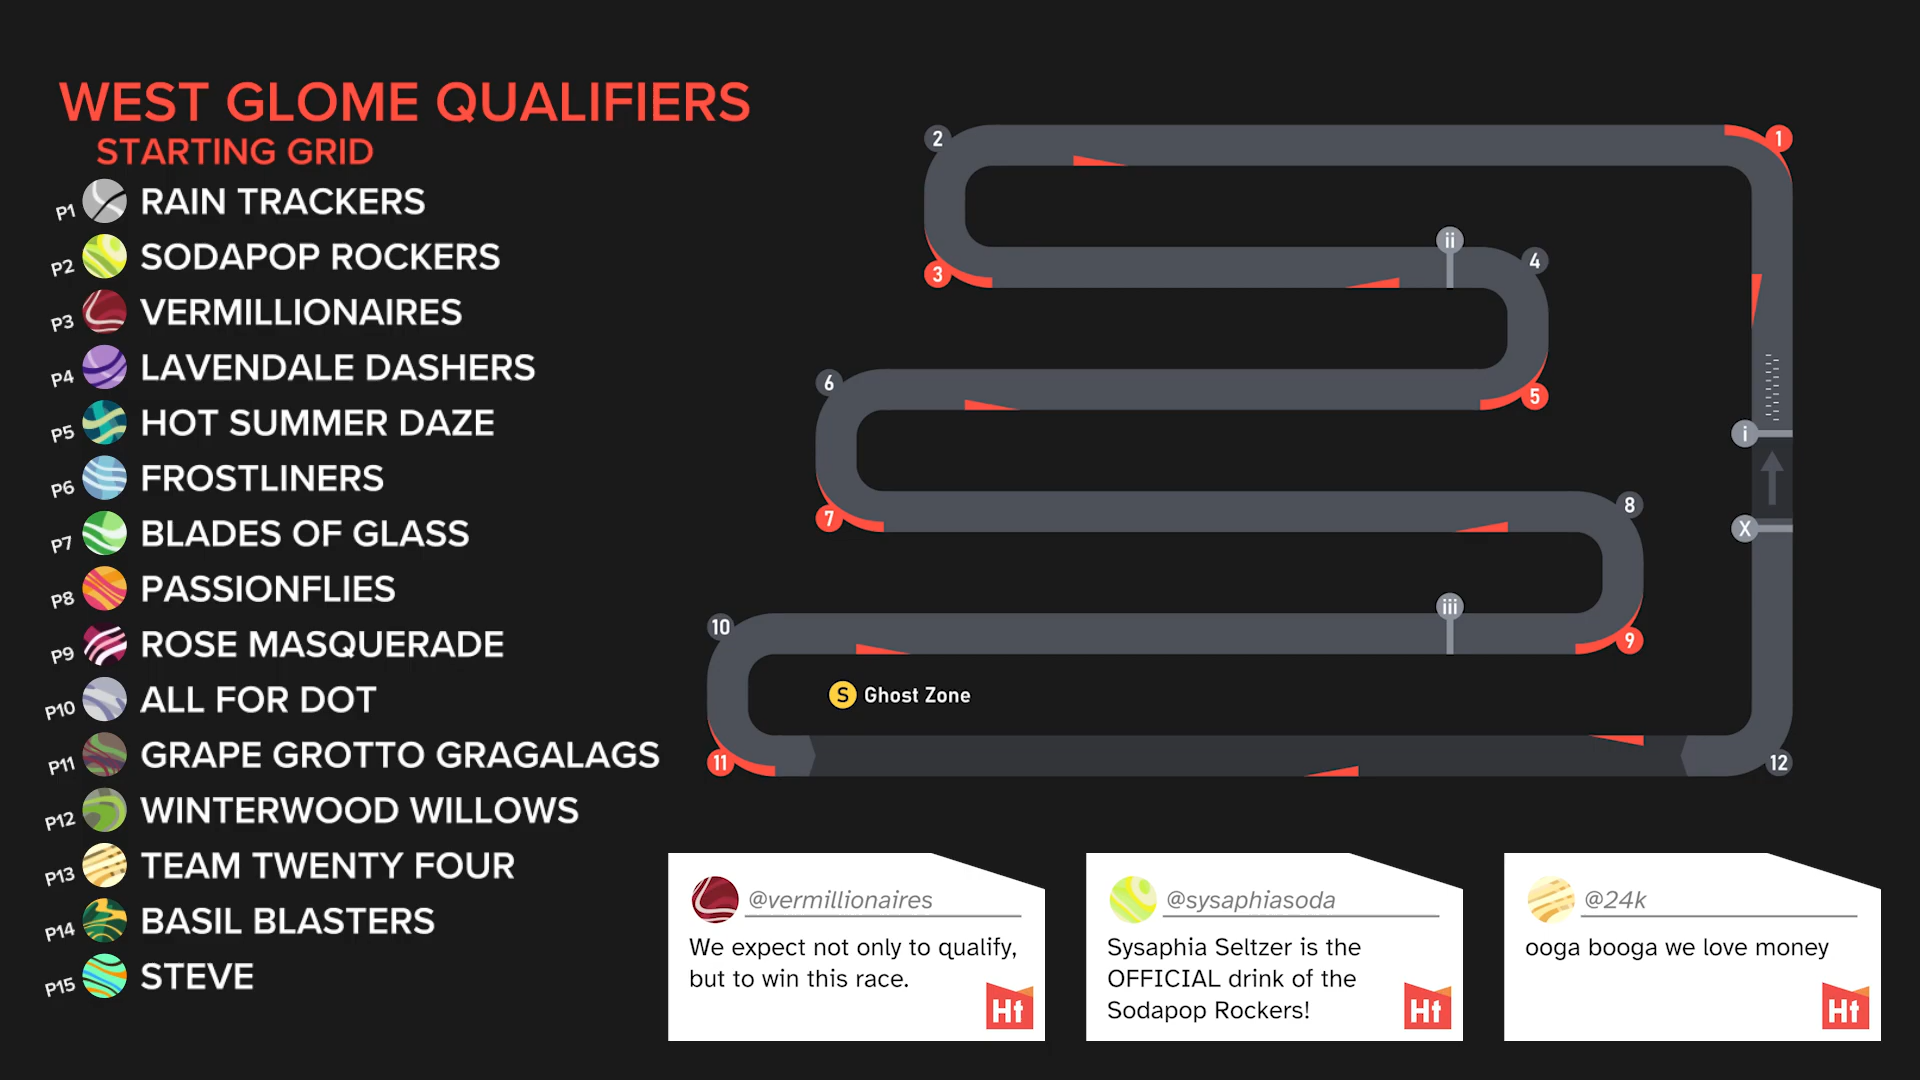 WEST GLOME QUALIFIERS
STARTING GRID
P1 RAIN TRACKERS
P2 SODAPOP ROCKERS
P3 VERMILLIONAIRES
P4 LAVENDALE DASHERS
P5 HOT SUMMER DAZE
P6 FROSTLINERS
P7 BLADES OF GLASS
P8 PASSIONFLIES
P9 ROSE MASQUERADE
P10 ALL FOR DOT
P11 GRAPE GROTTO GRAGALAGS
P12 WINTERWOOD WILLOWS
P13 TEAM TWENTY FOUR
P14 BASIL BLASTERS
P15 STEVE
2
1
ii
4
3
6
5
i
8
7
X
iii
10
9
S Ghost Zone
11
12
@vermillionaires
We expect not only to qualify,
but to win this race.
Ht
@sysaphiasoda
Sysaphia Seltzer is the
OFFICIAL drink of the
Sodapop Rockers!
Ht
@24k
ooga booga we love money
Ht